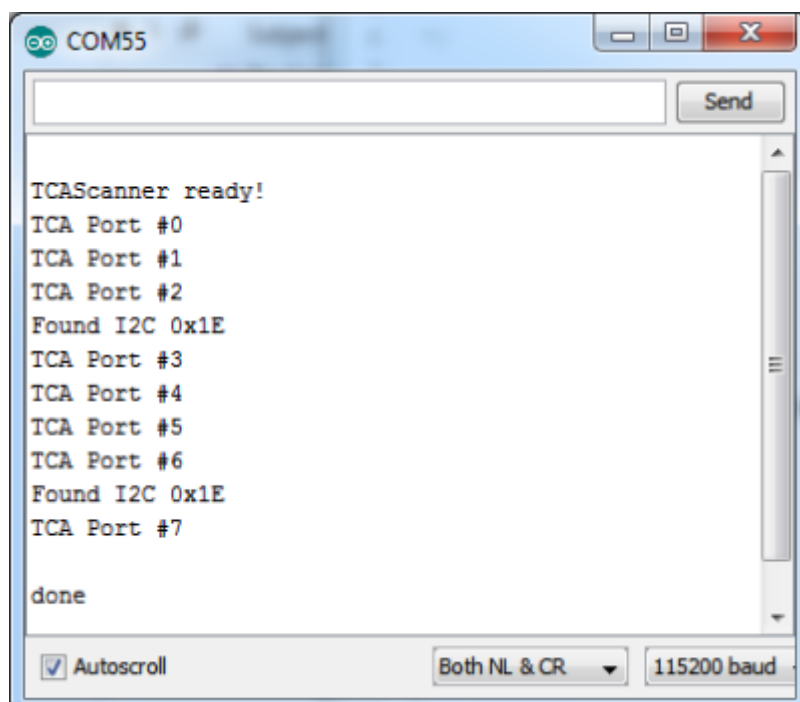 COM55
Send
TCAScanner ready!
TCA Port #0
TCA Port #1
TCA Port #2
Found I2C 0x1E
TCA Port #3
TCA Port #4
TCA Port #5
TCA Port #6
Found I2C 0x1E
TCA Port #7
done
Autoscroll Both NL & CR 115200 baud